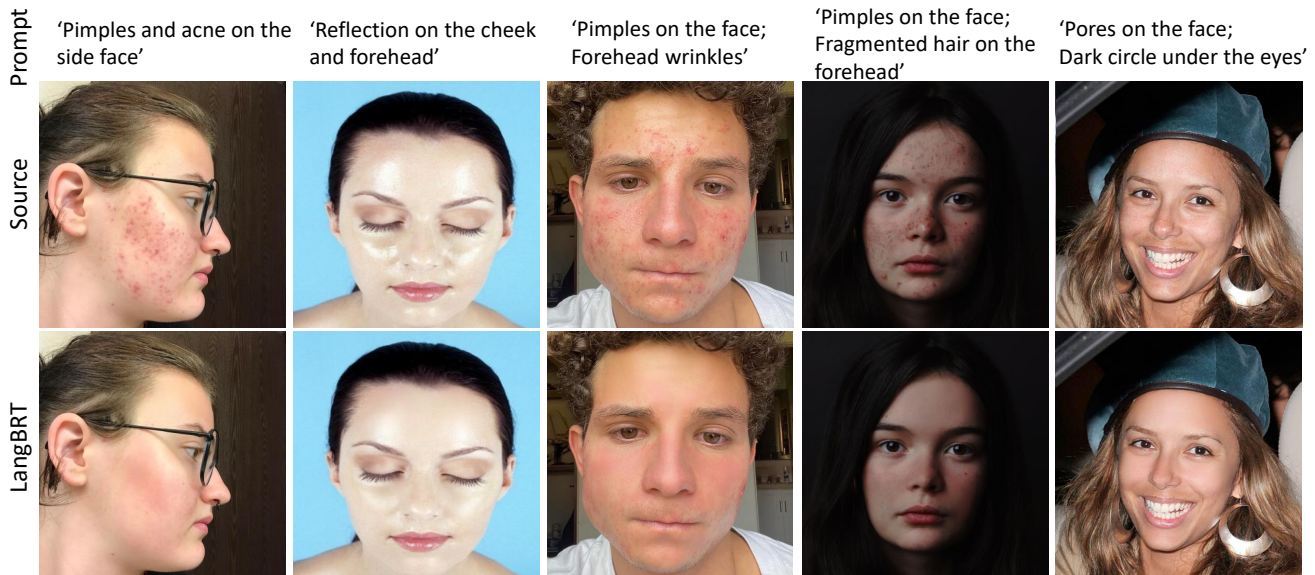 Prompt
‘Pimples and acne on the
side face’
‘Reflection on the cheek
and forehead’
‘Pimples on the face;
Forehead wrinkles’
‘Pimples on the face;
Fragmented hair on the
forehead’
‘Pores on the face;
Dark circle under the eyes’
Source
LangBRT